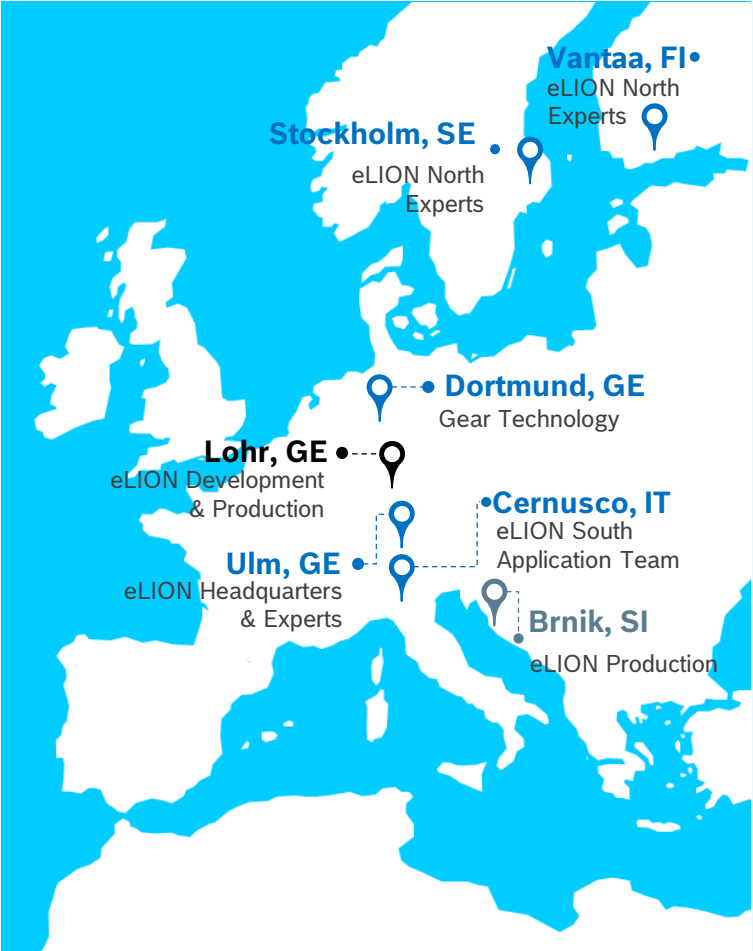 Vantaa, FI
eLION North
Experts
Stockholm, SE
eLION North
Experts
Dortmund, GE
Gear Technology
Lohr, GE
eLION Development
& Production
Cernusco, IT
eLION South
Application Team
Ulm, GE
eLION Headquarters
& Experts
Brnik, SI
eLION Production